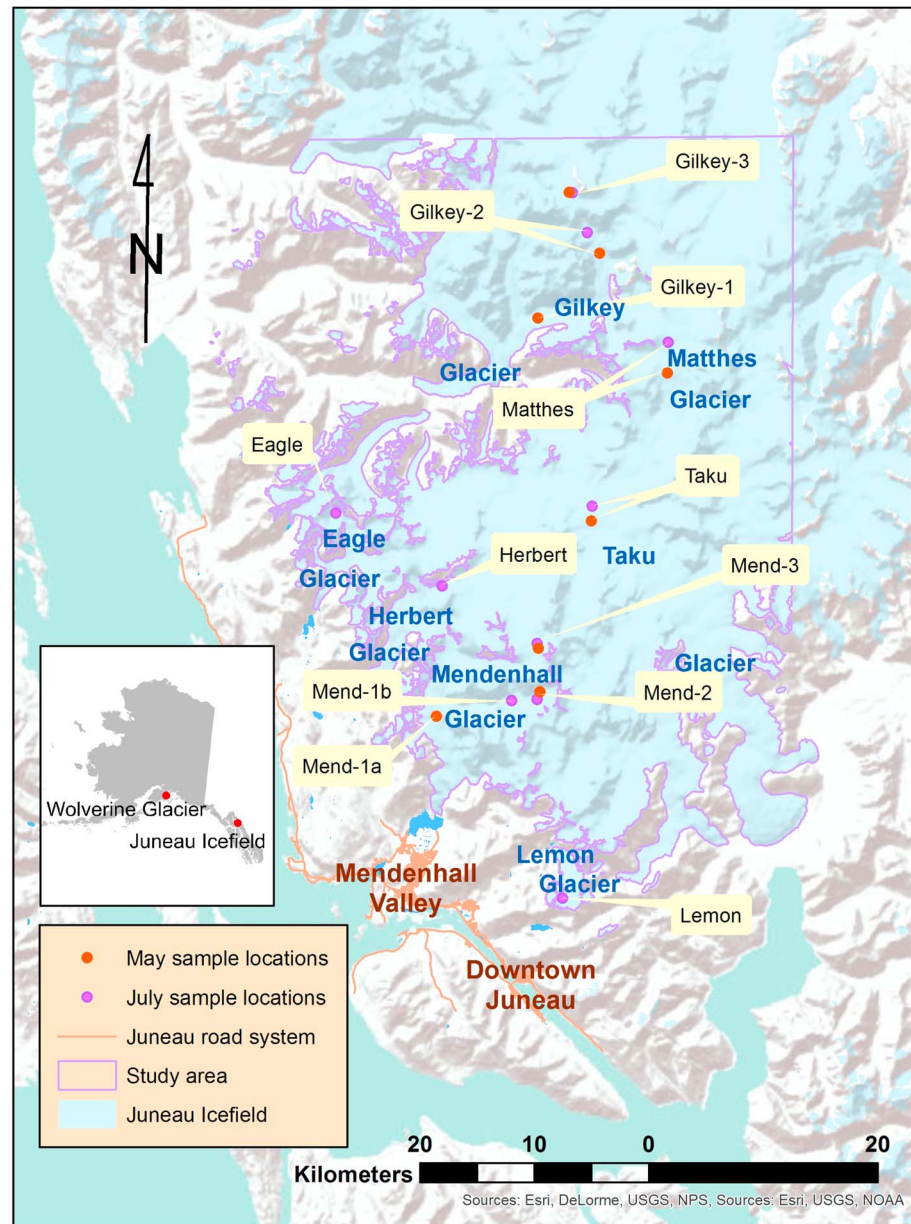 Gilkey-3
Gilkey-2
Gilkey-1
Gilkey
Glacier
Matthes
Glacier
Matthes
Eagle
Taku
Eagle
Glacier
Herbert
Taku
Mend-3
Herbert
Glacier
Mendenhall
Glacier
Glacier
Mend-1b
Mend-2
Mend-1a
N
Wolverine Glacier
Juneau Icefield
Lemon
Glacier
Lemon
Mendenhall
Valley
Downtown
Juneau
May sample locations
July sample locations
Juneau road system
Study area
Juneau Icefield
20 10 0 20
Kilometers
Sources: Esri, DeLorme, USGS, NPS, Sources: Esri, USGS, NOAA